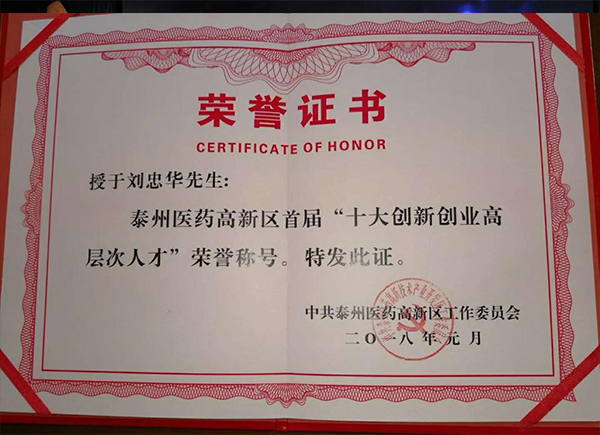 荣誉证书
CERTIFICATE OF HONOR
授于刘忠华先生：
泰州医药高新区首届“十大创新创业高
层次人才”荣誉称号。特发此证。
中共泰州医药高新区工作委员会
二〇一八年元月